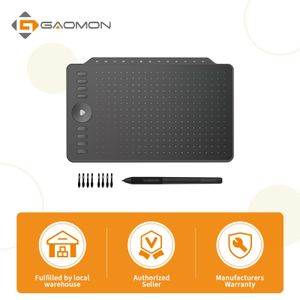 GAOMON
Fulfilled by local
warehouse
Authorized
Seller
Manufacturers
Warranty